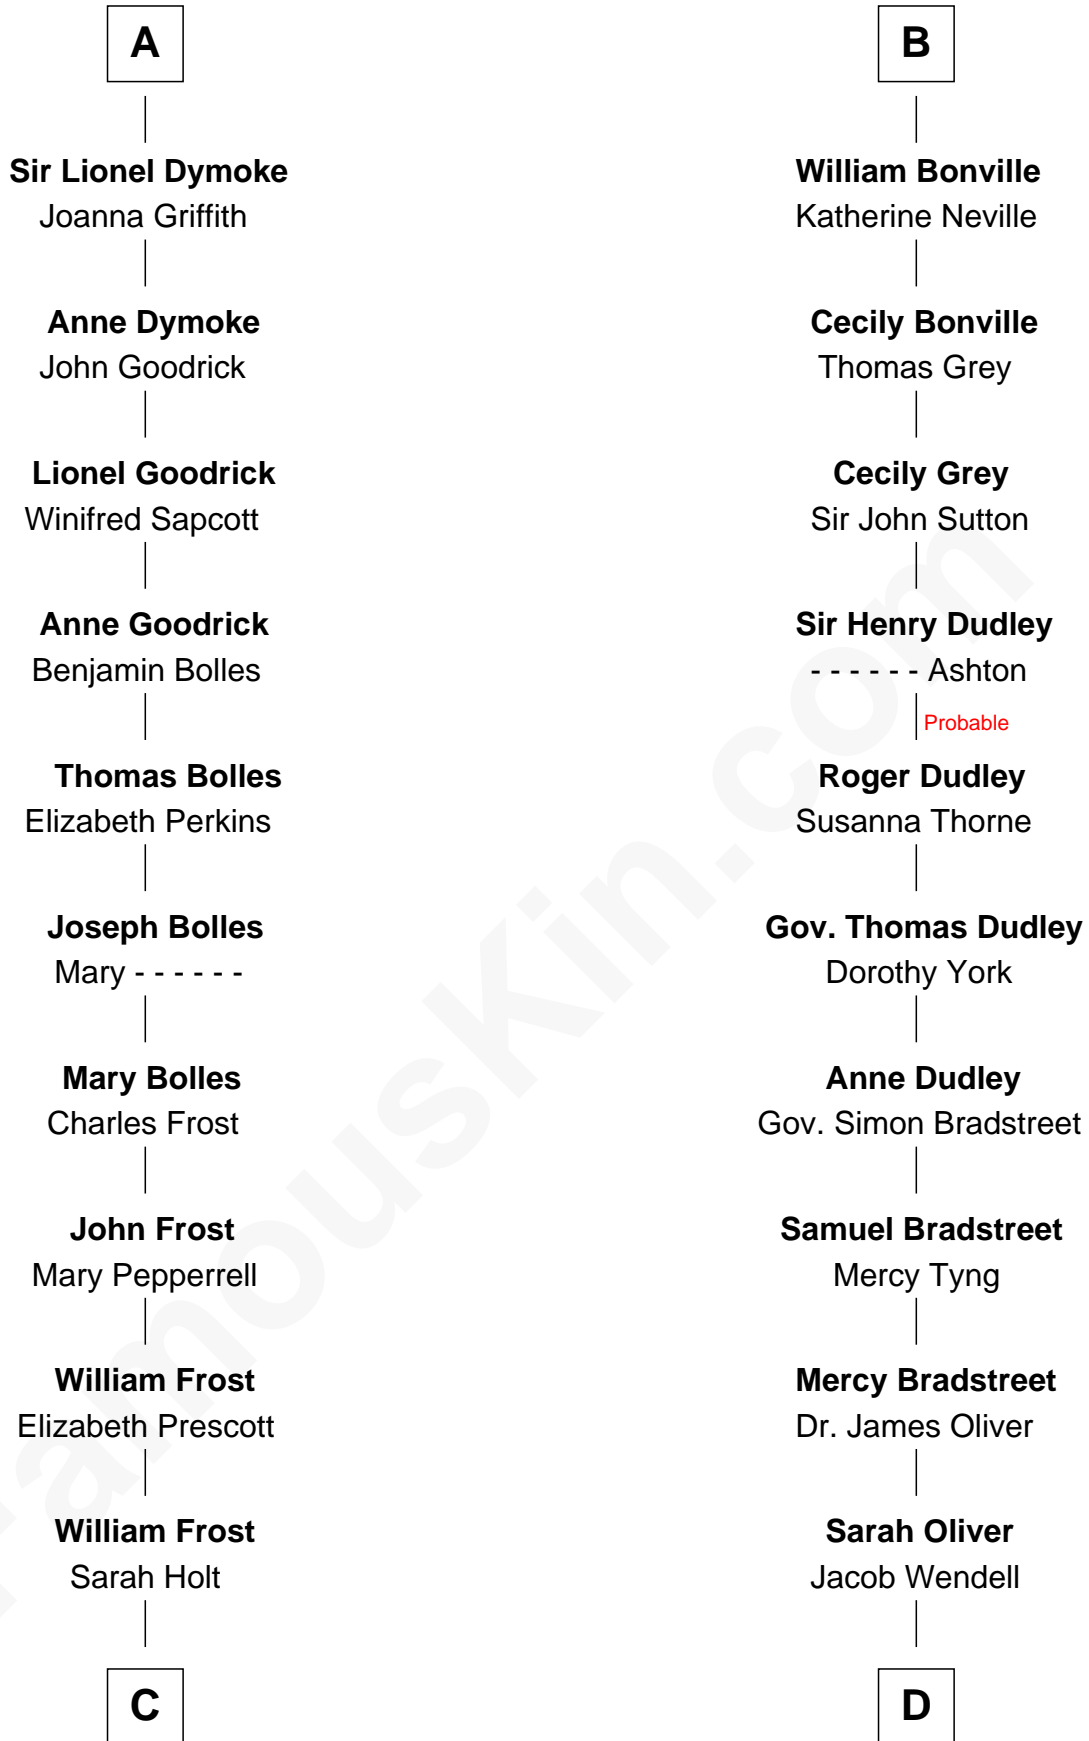 A
Sir Lionel Dymoke
Joanna Griffith
Anne Dymoke
John Goodrick
Lionel Goodrick
Winifred Sapcott
Anne Goodrick
Benjamin Bolles
Thomas Bolles
Elizabeth Perkins
Joseph Bolles
Mary - - - - - -
Mary Bolles
Charles Frost
John Frost
Mary Pepperrell
William Frost
Elizabeth Prescott
William Frost
Sarah Holt
C
B
William Bonville
Katherine Neville
Cecily Bonville
Thomas Grey
Cecily Grey
Sir John Sutton
Sir Henry Dudley
- - - - - - Ashton
Probable
Roger Dudley
Susanna Thorne
Gov. Thomas Dudley
Dorothy York
Anne Dudley
Gov. Simon Bradstreet
Samuel Bradstreet
Mercy Tyng
Mercy Bradstreet
Dr. James Oliver
Sarah Oliver
Jacob Wendell
D
FamousKin.com